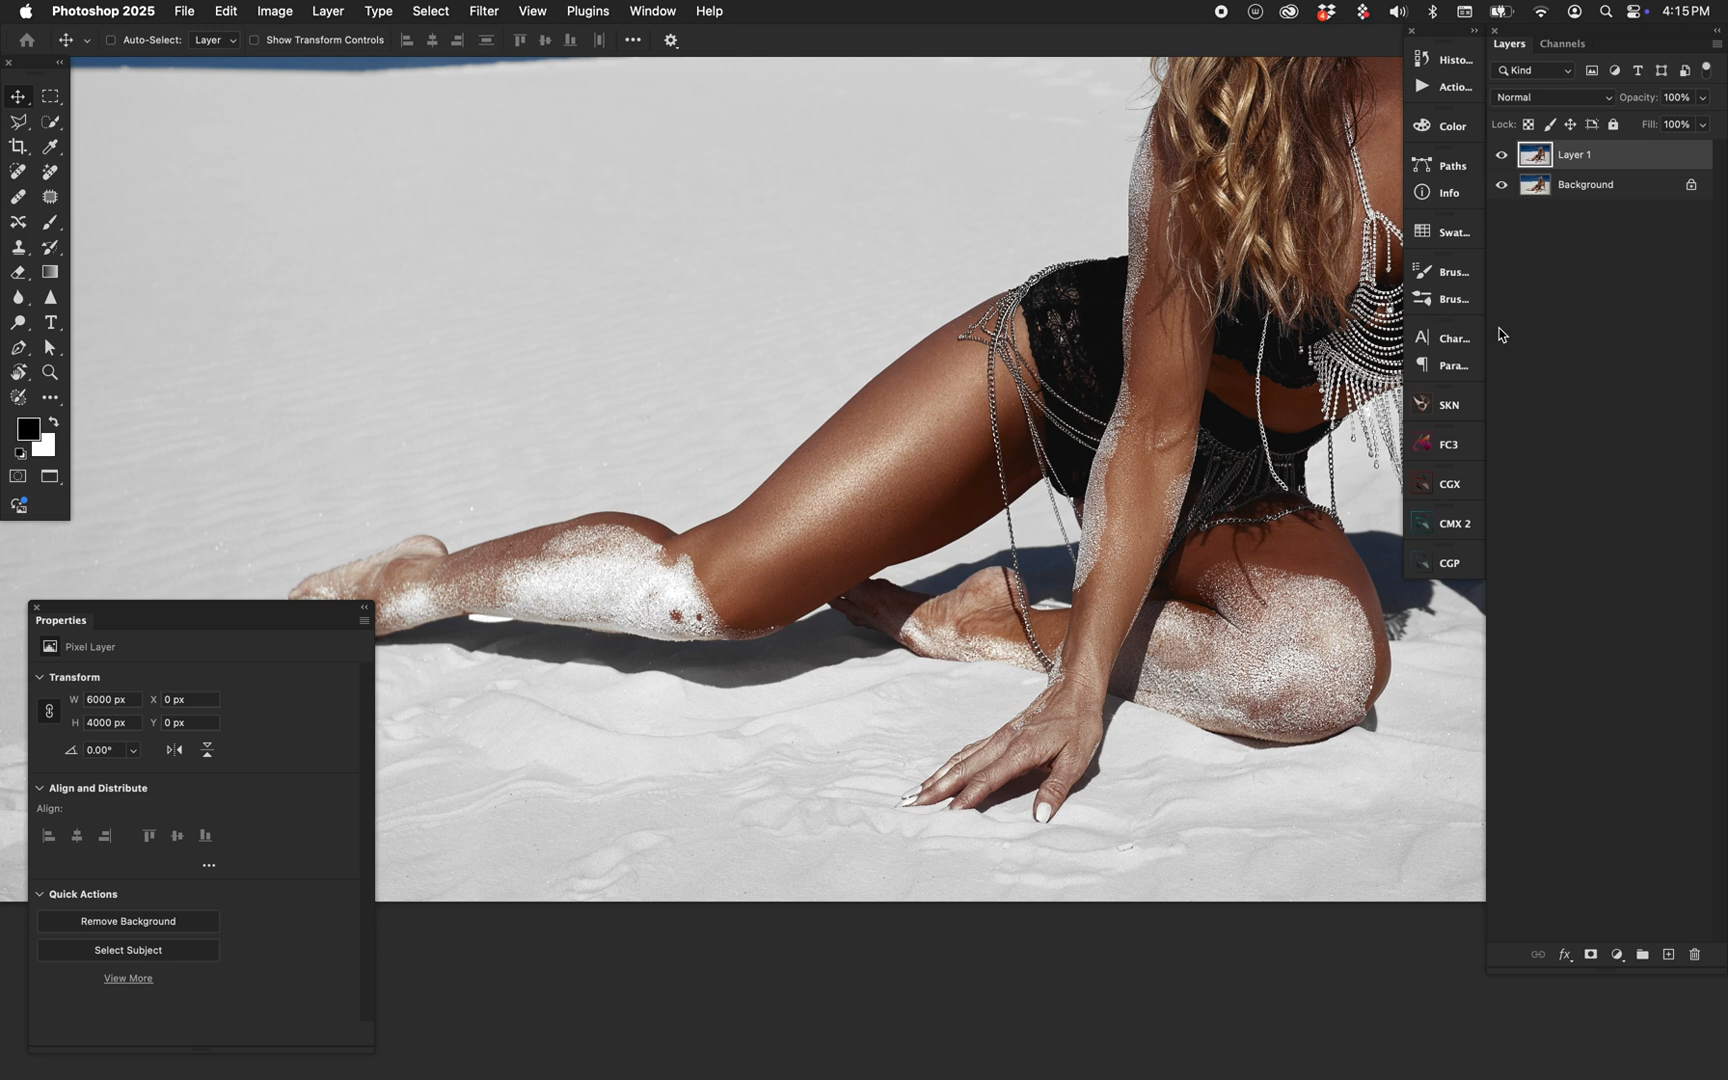 Photoshop 2025 File Edit Image Layer Type Select Filter View Plugins Window Help 4 4:15 PM
Auto-Select: Layer Show Transform Controls
Histo...
Actio...
Color
Paths
Info
Swat...
Brus...
Brus...
Char...
Para...
SKN
FC3
CGX
CMX 2
CGP
Layers Channels
Kind
Normal Opacity: 100%
Lock: Fill: 100%
Layer 1
Background
fx
Properties
Pixel Layer
Transform
W 6000 px X 0 px
H 4000 px Y 0 px
0.00°
Align and Distribute
Align:
Quick Actions
Remove Background
Select Subject
View More